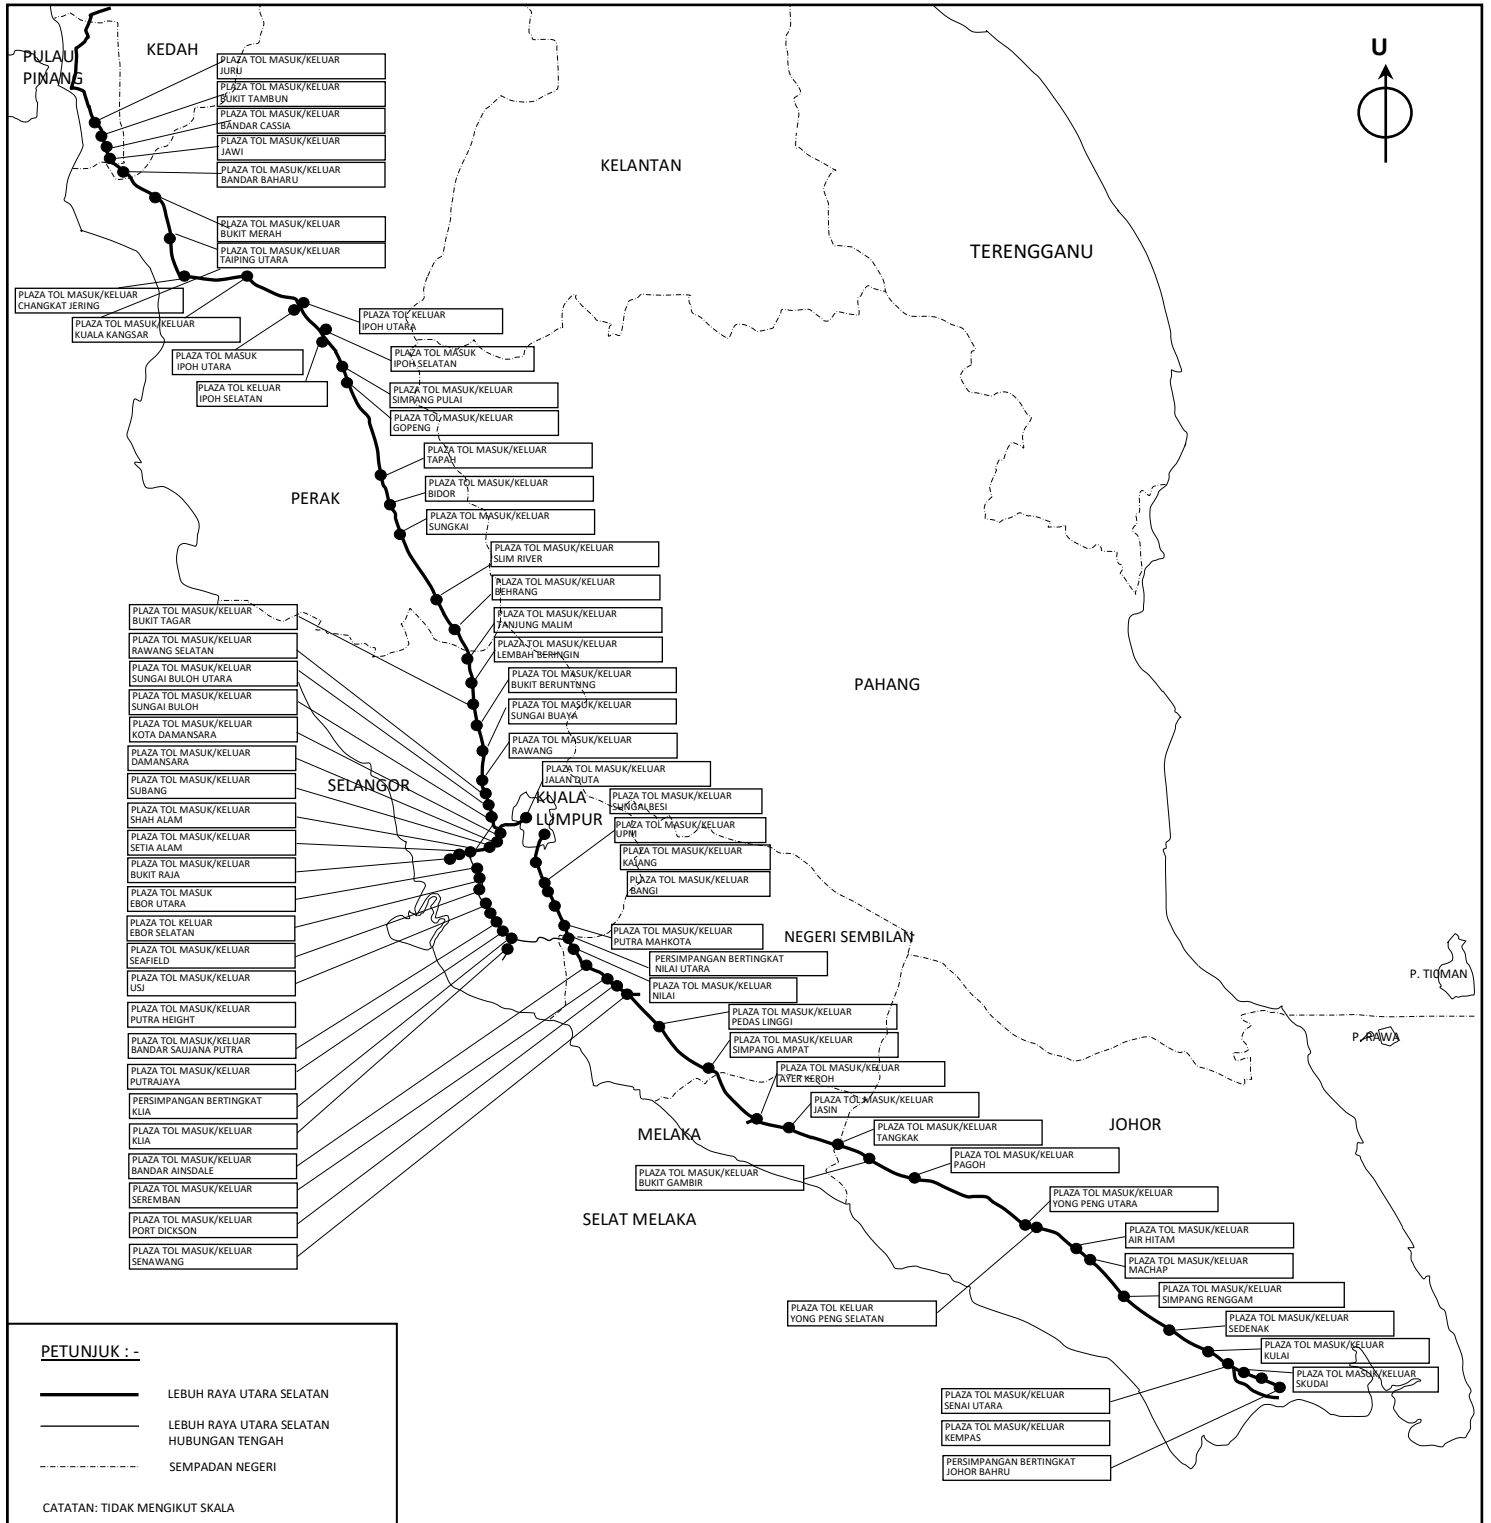 PULAU
PINANG
KEDAH
U
PLAZA TOL MASUK/KELUAR
JURU
PLAZA TOL MASUK/KELUAR
BUKIT TAMBUN
PLAZA TOL MASUK/KELUAR
BANDAR CASSIA
PLAZA TOL MASUK/KELUAR
JAWI
PLAZA TOL MASUK/KELUAR
BANDAR BAHARU
KELANTAN
PLAZA TOL MASUK/KELUAR
BUKIT MERAH
PLAZA TOL MASUK/KELUAR
TAIPING UTARA
TERENGGANU
PLAZA TOL MASUK/KELUAR
CHANGKAT JERING
PLAZA TOL MASUK/KELUAR
KUALA KANGSAR
PLAZA TOL KELUAR
IPOH UTARA
PLAZA TOL MASUK
IPOH UTARA
PLAZA TOL MASUK
IPOH SELATAN
PLAZA TOL KELUAR
IPOH SELATAN
PLAZA TOL MASUK/KELUAR
SIMPANG PULAI
PLAZA TOL MASUK/KELUAR
GOPENG
PLAZA TOL MASUK/KELUAR
TAPAH
PERAK
PLAZA TOL MASUK/KELUAR
BIDOR
PLAZA TOL MASUK/KELUAR
SUNGKAI
PLAZA TOL MASUK/KELUAR
SLIM RIVER
PLAZA TOL MASUK/KELUAR
BEHRANG
PLAZA TOL MASUK/KELUAR
TANJUNG MALIM
PLAZA TOL MASUK/KELUAR
LEMBAH BERINGIN
PLAZA TOL MASUK/KELUAR
BUKIT BERUNTUNG
PLAZA TOL MASUK/KELUAR
SUNGAI BUAYA
PLAZA TOL MASUK/KELUAR
RAWANG
PAHANG
PLAZA TOL MASUK/KELUAR
BUKIT TAGAR
PLAZA TOL MASUK/KELUAR
RAWANG SELATAN
PLAZA TOL MASUK/KELUAR
SUNGAI BULOH UTARA
PLAZA TOL MASUK/KELUAR
SUNGAI BULOH
PLAZA TOL MASUK/KELUAR
KOTA DAMANSARA
PLAZA TOL MASUK/KELUAR
DAMANSARA
PLAZA TOL MASUK/KELUAR
SUBANG
PLAZA TOL MASUK/KELUAR
SHAH ALAM
PLAZA TOL MASUK/KELUAR
SETIA ALAM
PLAZA TOL MASUK/KELUAR
BUKIT RAJA
PLAZA TOL MASUK
EBOR UTARA
PLAZA TOL KELUAR
EBOR SELATAN
PLAZA TOL MASUK/KELUAR
SEAFIELD
PLAZA TOL MASUK/KELUAR
USJ
PLAZA TOL MASUK/KELUAR
PUTRA HEIGHT
PLAZA TOL MASUK/KELUAR
BANDAR SAUJANA PUTRA
PLAZA TOL MASUK/KELUAR
PUTRAJAYA
PERSIMPANGAN BERTINGKAT
KLIA
PLAZA TOL MASUK/KELUAR
KLIA
PLAZA TOL MASUK/KELUAR
BANDAR AINSDALE
PLAZA TOL MASUK/KELUAR
SEREMBAN
PLAZA TOL MASUK/KELUAR
PORT DICKSON
PLAZA TOL MASUK/KELUAR
SENAWANG
SELANGOR
PLAZA TOL MASUK/KELUAR
JALAN DUTA
KUALA
LUMPUR
PLAZA TOL MASUK/KELUAR
SUNGAI BESI
PLAZA TOL MASUK/KELUAR
UPM
PLAZA TOL MASUK/KELUAR
KAJANG
PLAZA TOL MASUK/KELUAR
BANGI
PLAZA TOL MASUK/KELUAR
PUTRA MAHKOTA
NEGERI SEMBILAN
PERSIMPANGAN BERTINGKAT
NILAI UTARA
PLAZA TOL MASUK/KELUAR
NILAI
PLAZA TOL MASUK/KELUAR
PEDAS LINGGI
PLAZA TOL MASUK/KELUAR
SIMPANG AMPAT
PLAZA TOL MASUK/KELUAR
AYER KEROH
PLAZA TOL MASUK/KELUAR
JASIN
PLAZA TOL MASUK/KELUAR
TANGKAK
PLAZA TOL MASUK/KELUAR
PAGOH
P. TIOMAN
P. RAWA
MELAKA
JOHOR
PLAZA TOL MASUK/KELUAR
BUKIT GAMBIR
SELAT MELAKA
PLAZA TOL MASUK/KELUAR
YONG PENG UTARA
PLAZA TOL MASUK/KELUAR
AIR HITAM
PLAZA TOL MASUK/KELUAR
MACHAP
PLAZA TOL MASUK/KELUAR
SIMPANG RENGGAM
PLAZA TOL KELUAR
YONG PENG SELATAN
PLAZA TOL MASUK/KELUAR
SEDENAK
PLAZA TOL MASUK/KELUAR
KULAI
PLAZA TOL MASUK/KELUAR
SKUDAI
PLAZA TOL MASUK/KELUAR
SENAI UTARA
PLAZA TOL MASUK/KELUAR
KEMPAS
PERSIMPANGAN BERTINGKAT
JOHOR BAHRU
PETUNJUK : -
LEBUH RAYA UTARA SELATAN
LEBUH RAYA UTARA SELATAN
HUBUNGAN TENGAH
SEMPADAN NEGERI
CATATAN: TIDAK MENGIKUT SKALA